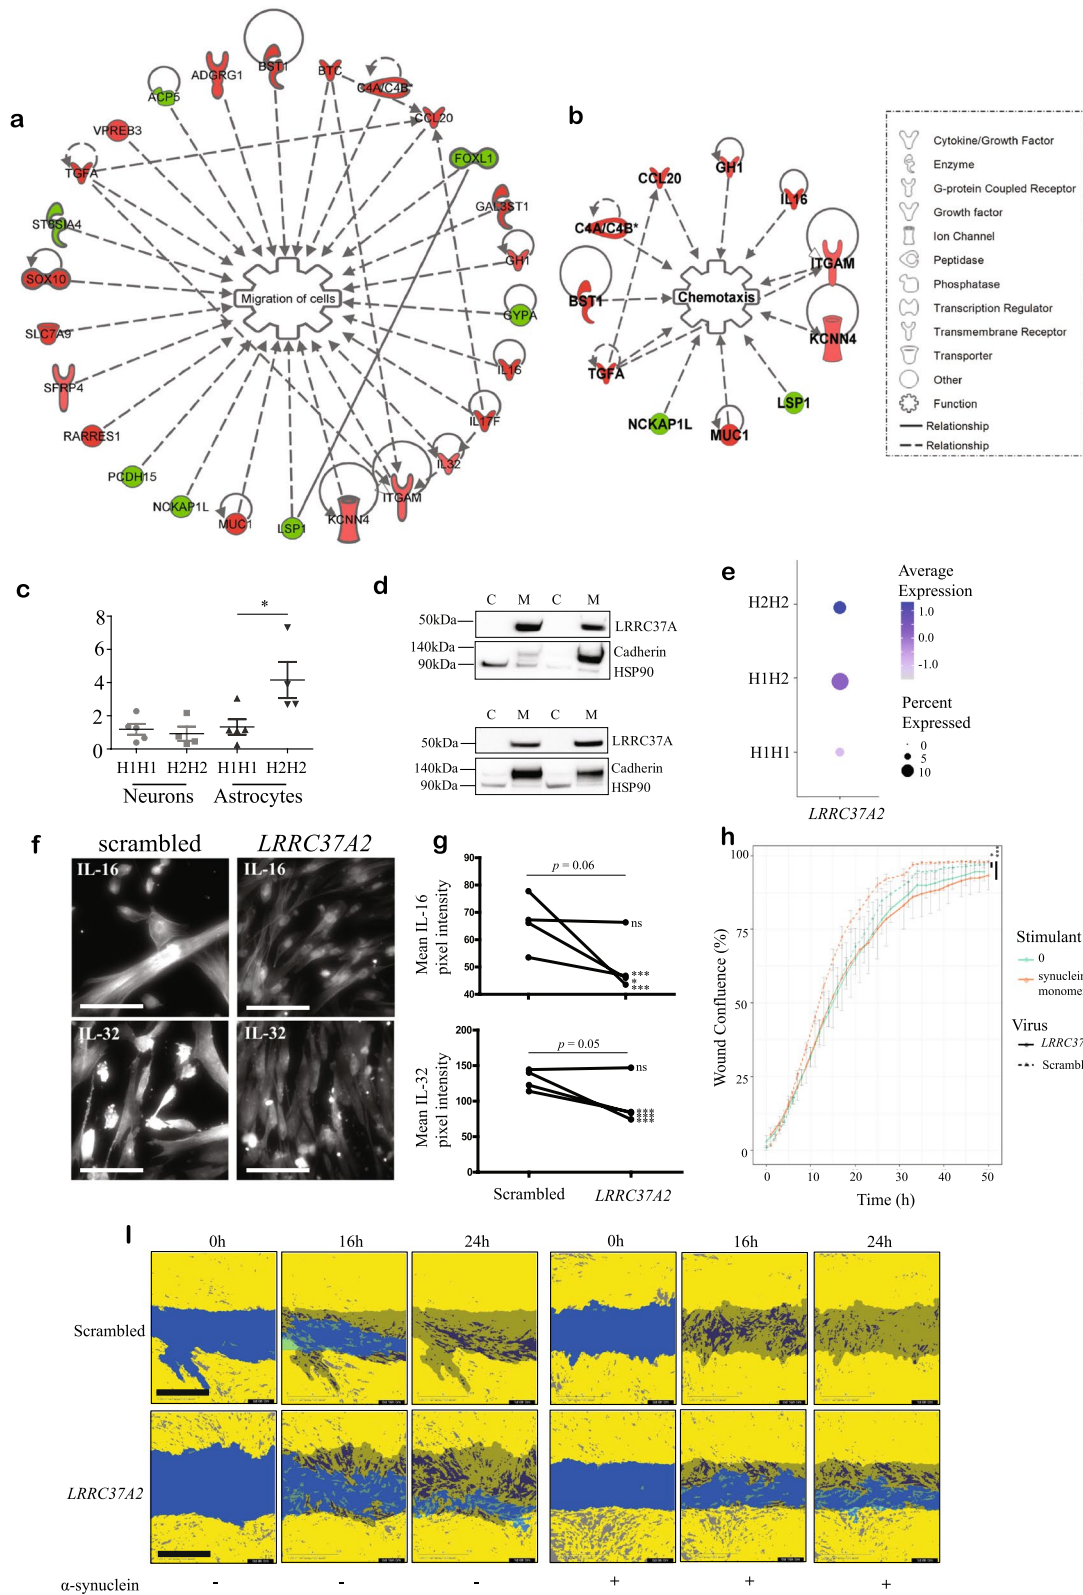 a
ADGRG1
BST1
BTC
C4A/C4B*
ACP5
CCL20
VPREB3
FOXL1
TGFA
GAL3ST1
ST6SIA4
GH1
SOX10
Migration of cells
GYPA
SLC7A9
SFRP4
IL16
RARRES1
IL17F
PCDH15
IL32
NCKAP1L
ITGAM
MUC1
LSP1
KCNN4
b
CCL20
GH1
IL16
C4A/C4B*
ITGAM
BST1
Chemotaxis
KCNN4
TGFA
LSP1
NCKAP1L
MUC1
Cytokine/Growth Factor
Enzyme
G-protein Coupled Receptor
Growth factor
Ion Channel
Peptidase
Phosphatase
Transcription Regulator
Transmembrane Receptor
Transporter
Other
Function
Relationship
Relationship
c
8
6
4
2
0
*
H1H1 H2H2 H1H1 H2H2
Neurons Astrocytes
d
C M C M
50kDa LRRC37A
140kDa Cadherin
90kDa HSP90
C M C M
50kDa LRRC37A
140kDa Cadherin
90kDa HSP90
e
H2H2
H1H2
H1H1
LRRC37A2
Average
Expression
1.0
0.0
-1.0
Percent
Expressed
0
5
10
f
scrambled LRRC37A2
IL-16 IL-16
IL-32 IL-32
g
Mean IL-16
pixel intensity
90
80
70
60
50
40
p = 0.06
ns
***
*
***
Mean IL-32
pixel intensity
200
150
100
50
0
p = 0.05
ns
***
***
***
Scrambled LRRC37A2
h
Wound Confluence (%)
100
75
50
25
0
0 10 20 30 40 50
Time (h)
Stimulant
0
synuclein
monome
Virus
LRRC37
Scrambl
I
0h 16h 24h 0h 16h 24h
Scrambled
LRRC37A2
α-synuclein - - - + + +